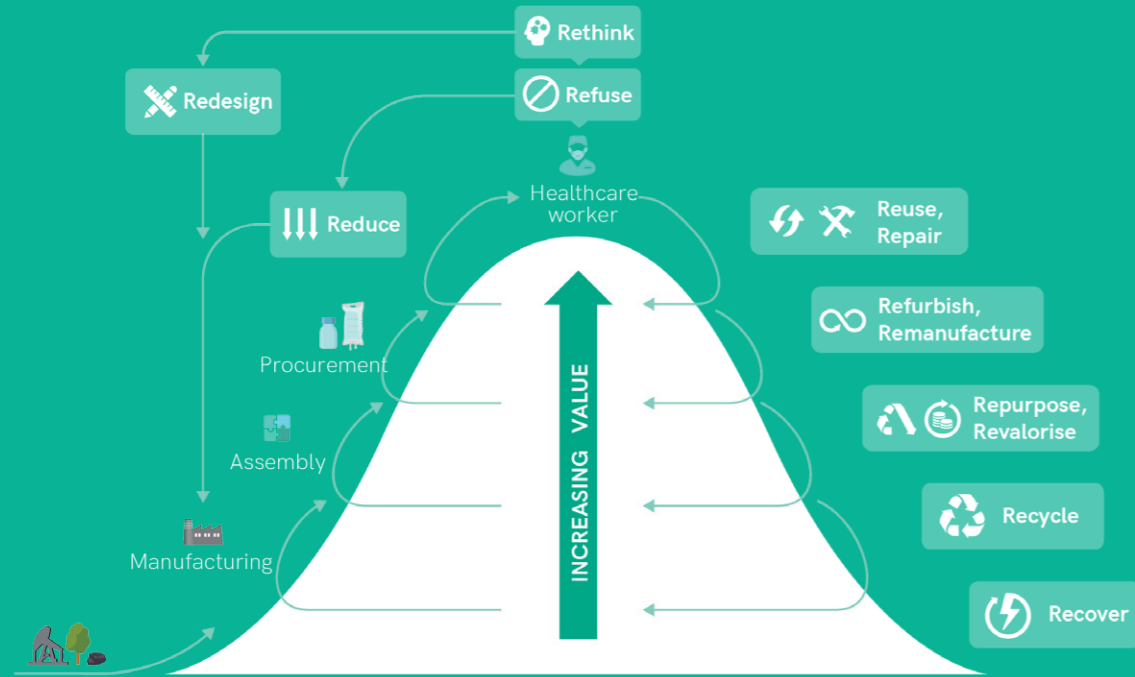 Rethink
Redesign
Refuse
Healthcare
worker
Reduce
Reuse,
Repair
Refurbish,
Remanufacture
Procurement
INCREASING VALUE
Repurpose,
Revalorise
Assembly
Recycle
Manufacturing
Recover